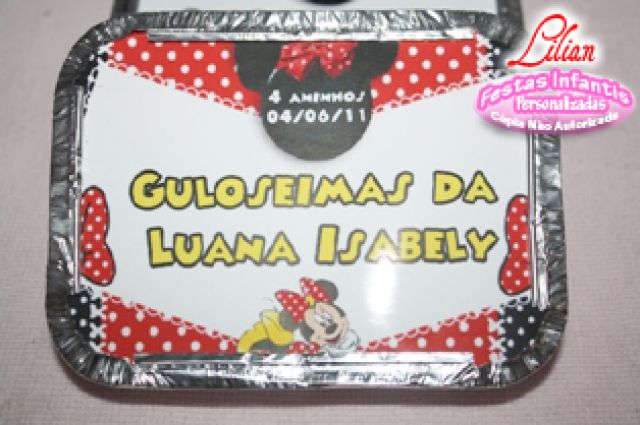 Lilian
Festas Infantis
Personalizadas
Cópia Não Autorizada
4 ANINHOS
04/06/11
GULOSEIMAS DA
LUANA ISABELY